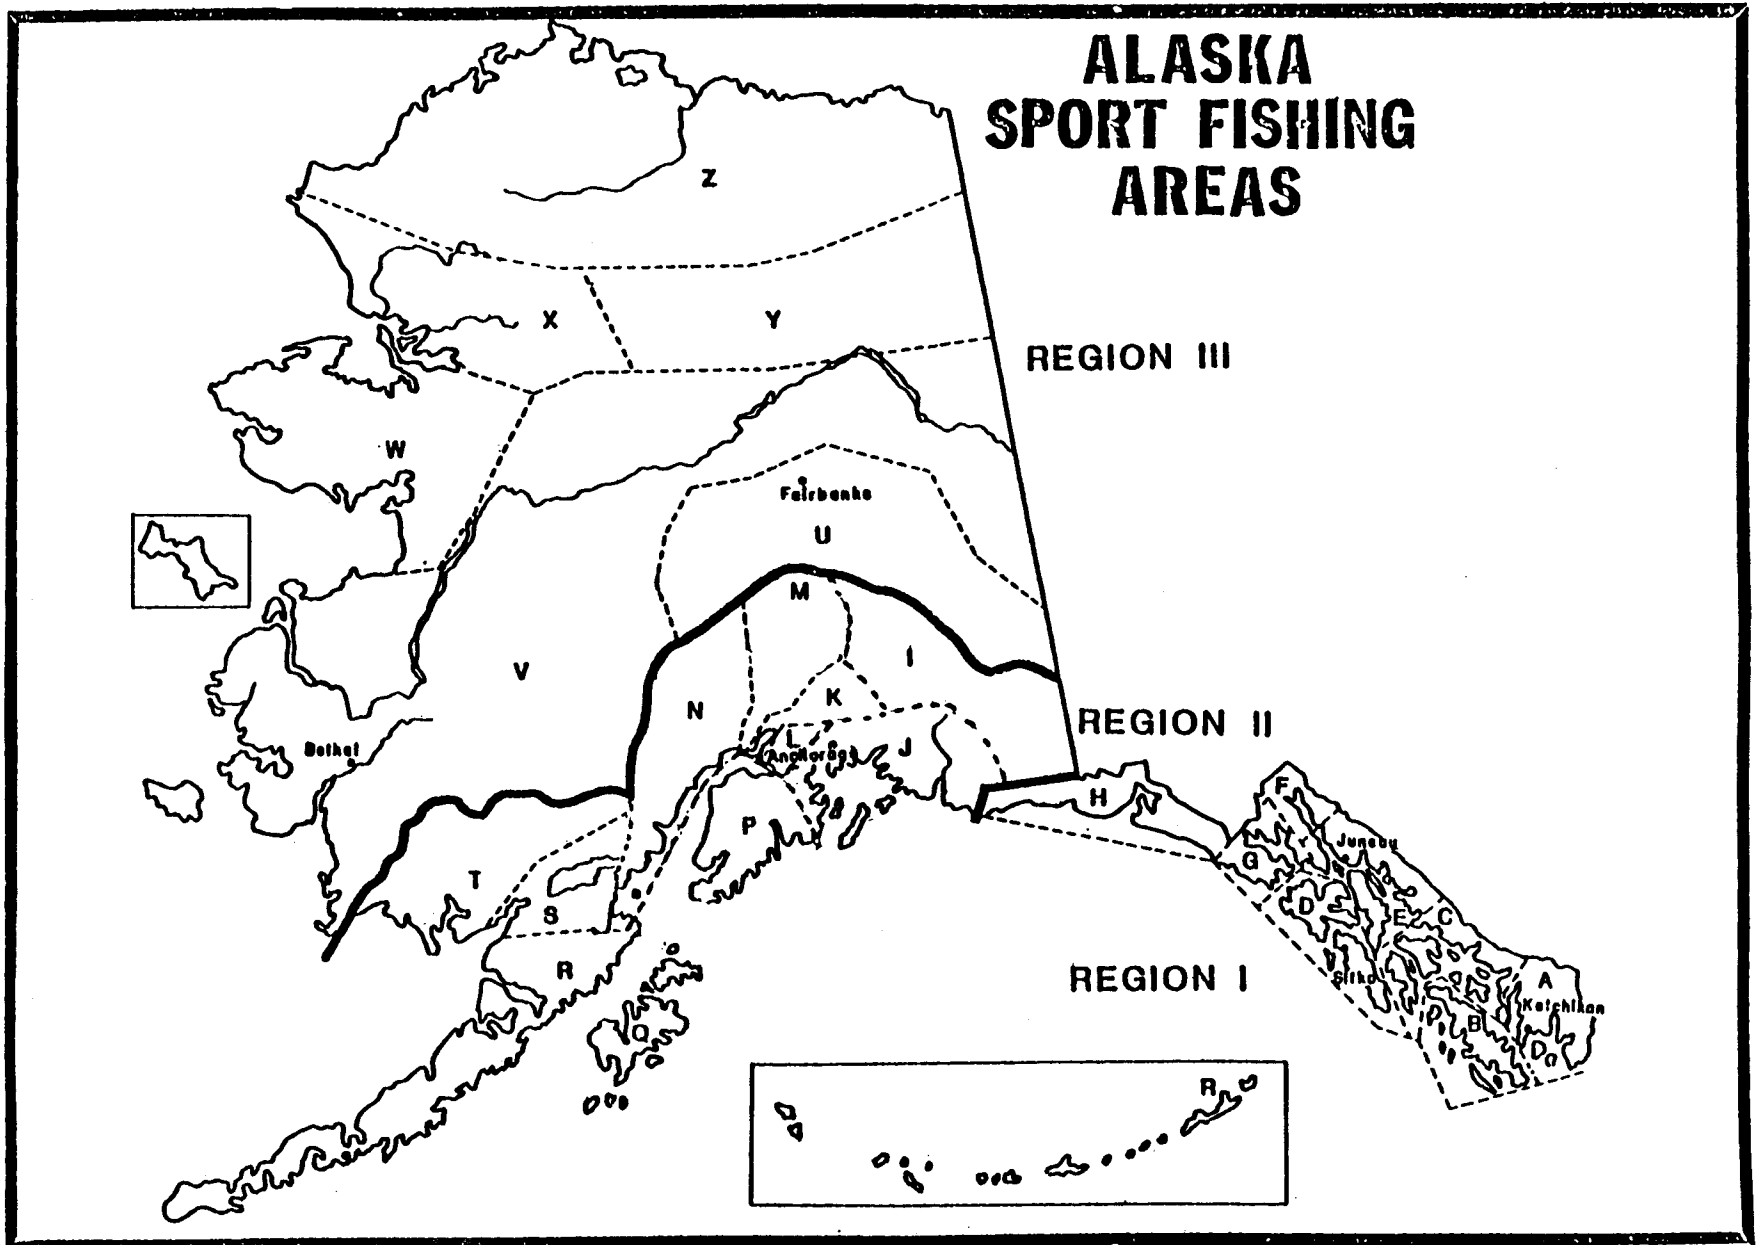 ALASKA
SPORT FISHING
AREAS
Z
X
Y
REGION III
W
Fairbanks
U
M
I
V
K
N
REGION II
L
J
Bethel
Anchorage
H
F
P
Y
Juneau
G
T
D
E
C
S
R
REGION I
Sitka
A
Ketchikan
B
Q
R